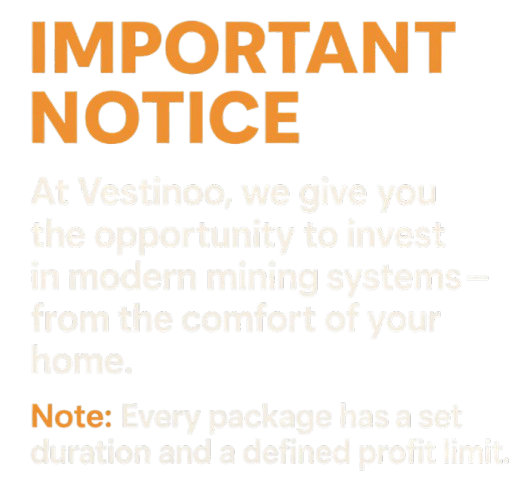 IMPORTANT
NOTICE
At Vestinoo, we give you
the opportunity to invest
in modern mining systems—
from the comfort of your
home.
Note: Every package has a set
duration and a defined profit limit.